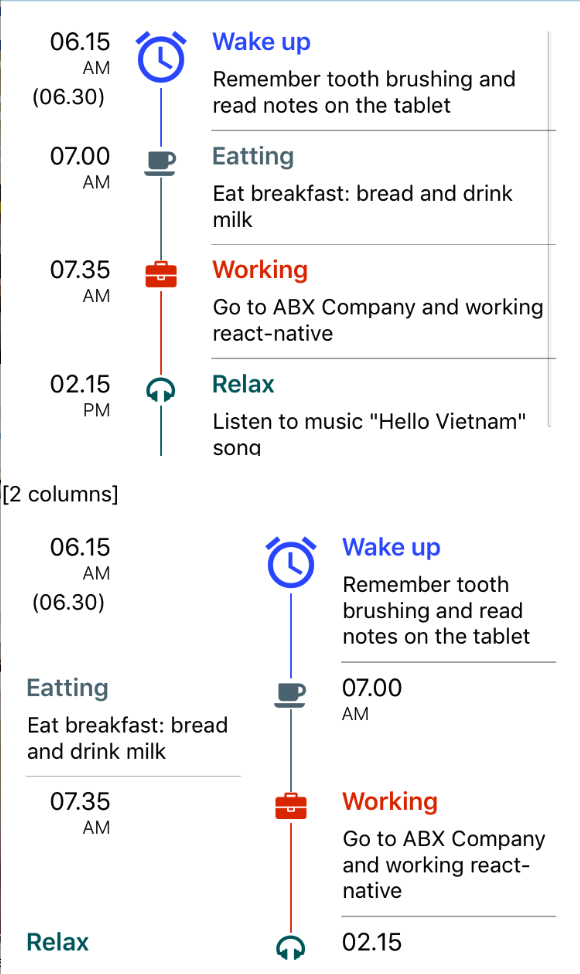 06.15
AM
(06.30)
Wake up
Remember tooth brushing and
read notes on the tablet
07.00
AM
Eatting
Eat breakfast: bread and drink
milk
07.35
AM
Working
Go to ABX Company and working
react-native
02.15
PM
Relax
Listen to music "Hello Vietnam"
song
[2 columns]
06.15
AM
(06.30)
Wake up
Remember tooth
brushing and read
notes on the tablet
Eatting
Eat breakfast: bread
and drink milk
07.00
AM
07.35
AM
Working
Go to ABX Company
and working react-
native
Relax
02.15